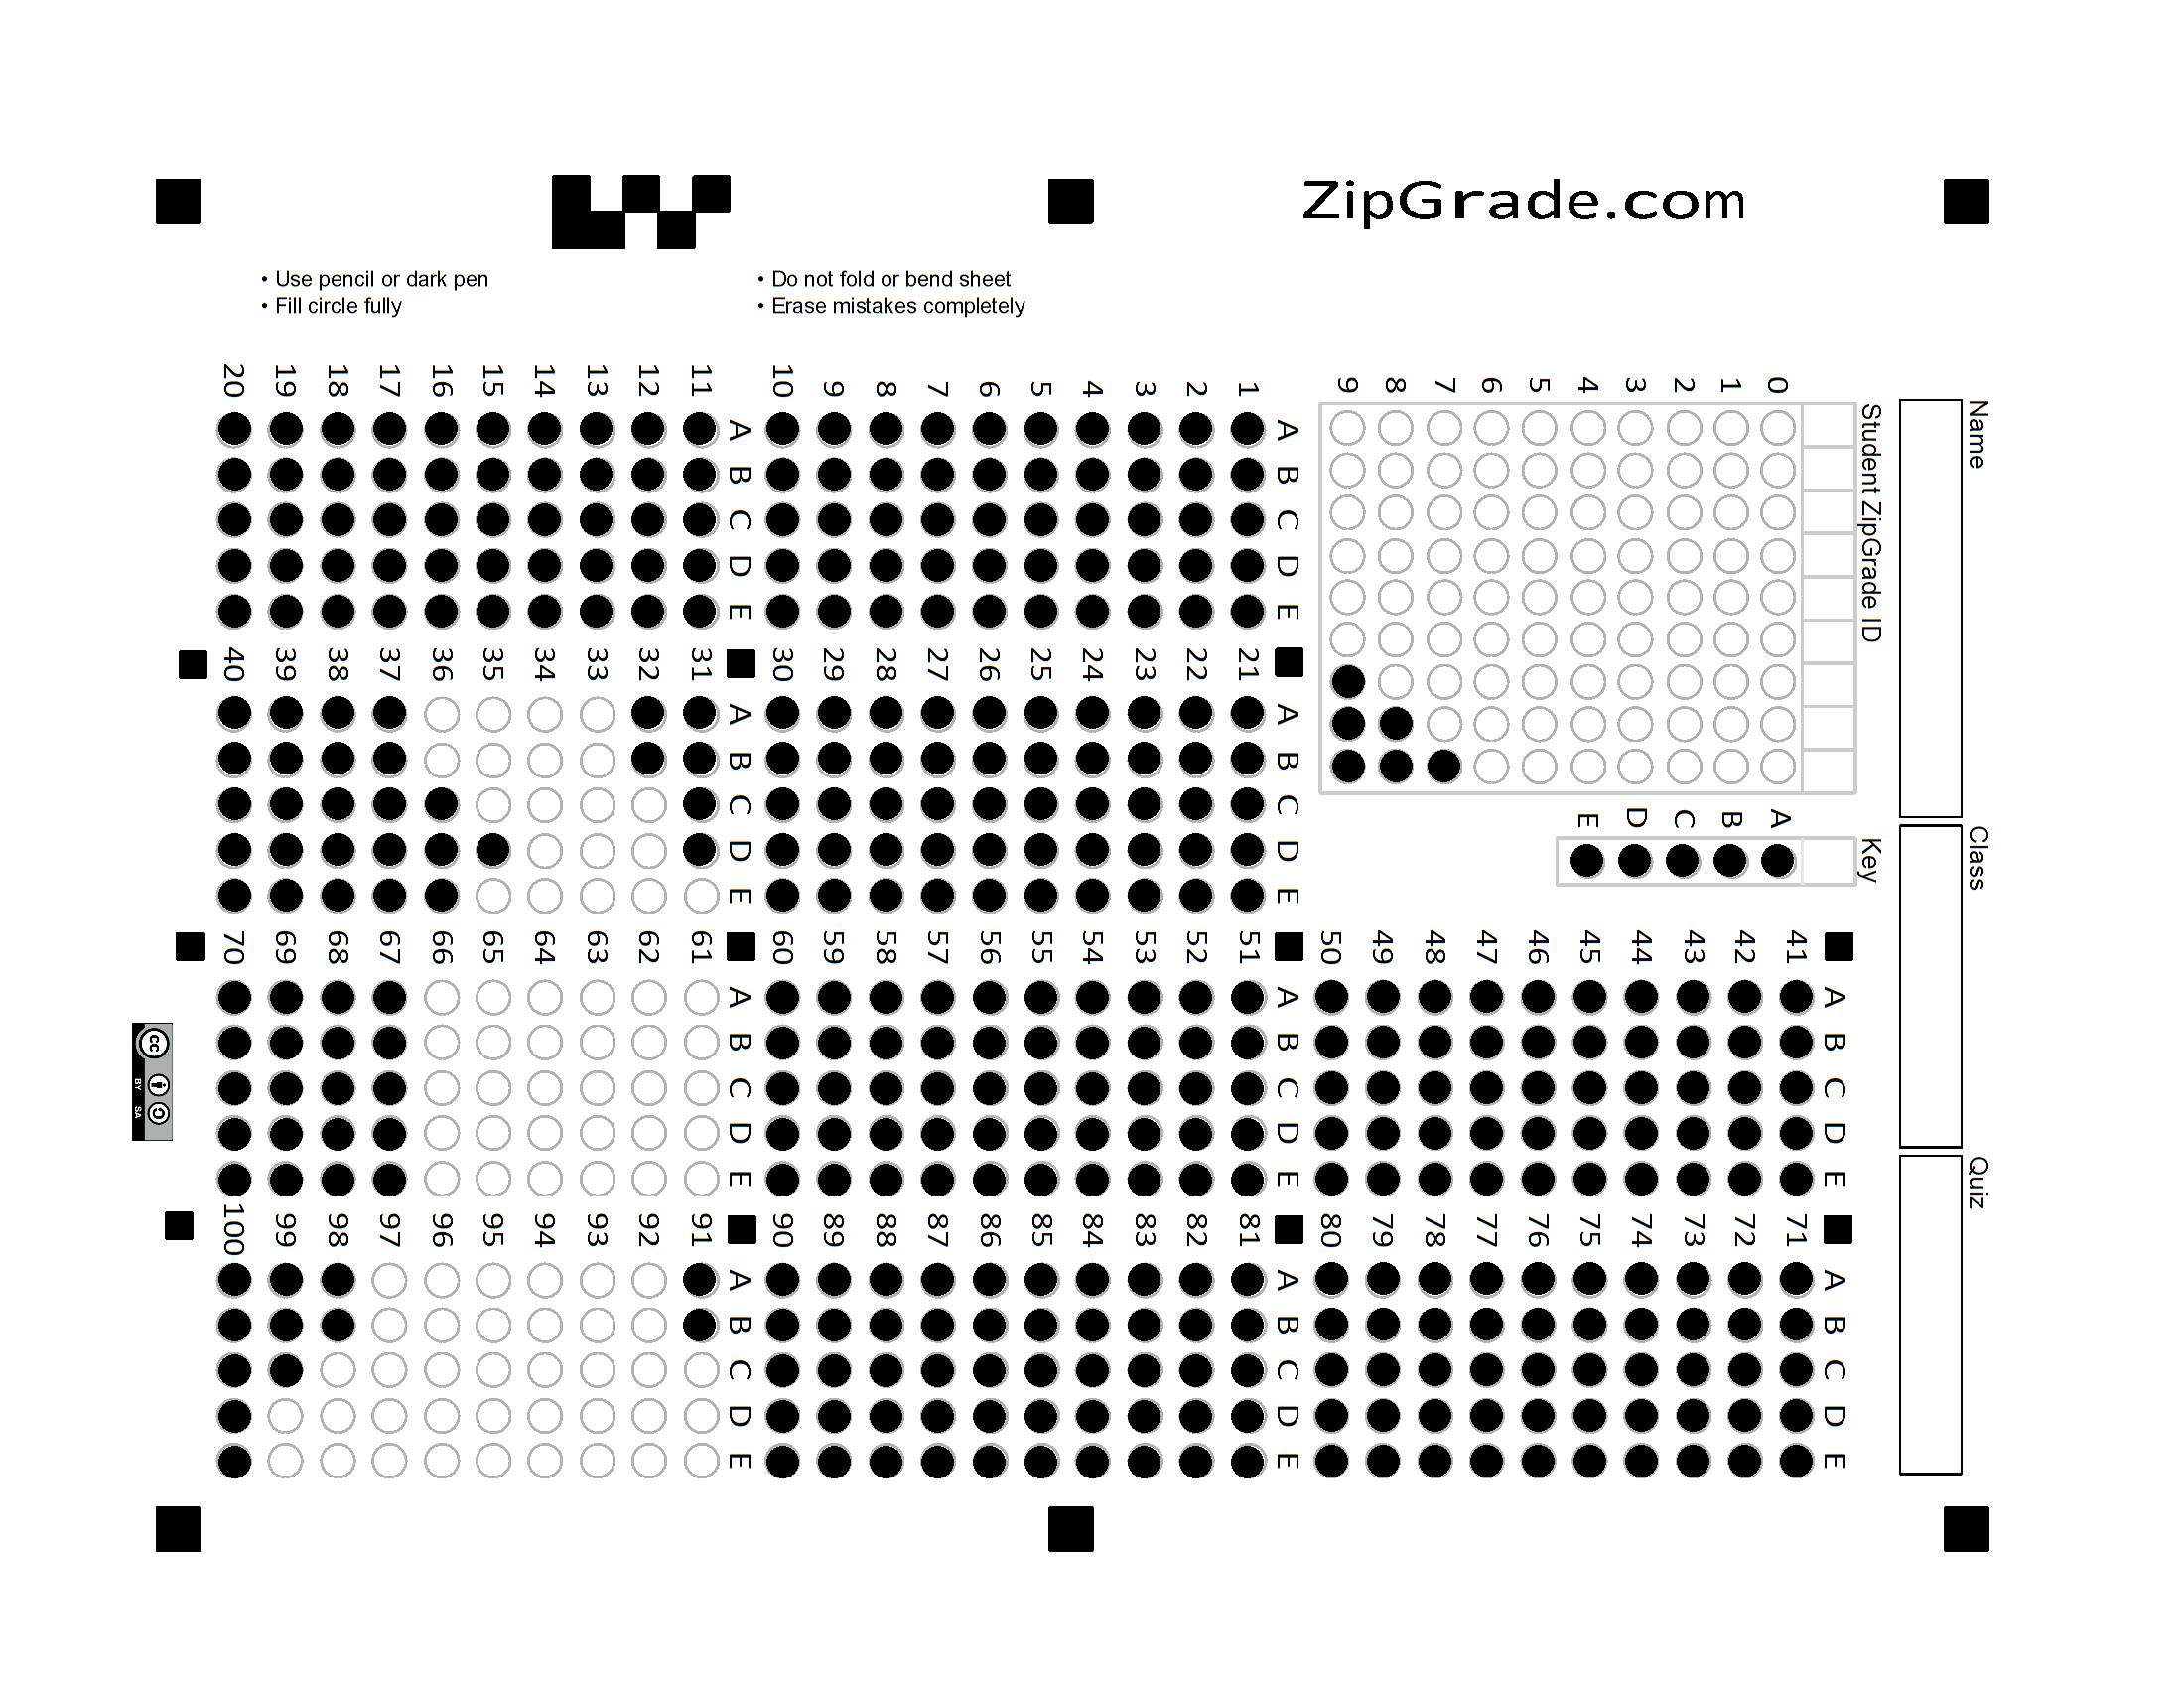 ZipGrade.com
• Use pencil or dark pen
• Fill circle fully
• Do not fold or bend sheet
• Erase mistakes completely
Name
Class
Quiz
Student ZipGrade ID
0 1 2 3 4 5 6 7 8 9
Key
A B C D E
A B C D E
1 2 3 4 5 6 7 8 9 10
A B C D E
11 12 13 14 15 16 17 18 19 20
A B C D E
21 22 23 24 25 26 27 28 29 30
A B C D E
31 32 33 34 35 36 37 38 39 40
A B C D E
41 42 43 44 45 46 47 48 49 50
A B C D E
51 52 53 54 55 56 57 58 59 60
A B C D E
61 62 63 64 65 66 67 68 69 70
A B C D E
71 72 73 74 75 76 77 78 79 80
A B C D E
81 82 83 84 85 86 87 88 89 90
A B C D E
91 92 93 94 95 96 97 98 99 100
A B C D E
cc
BY SA